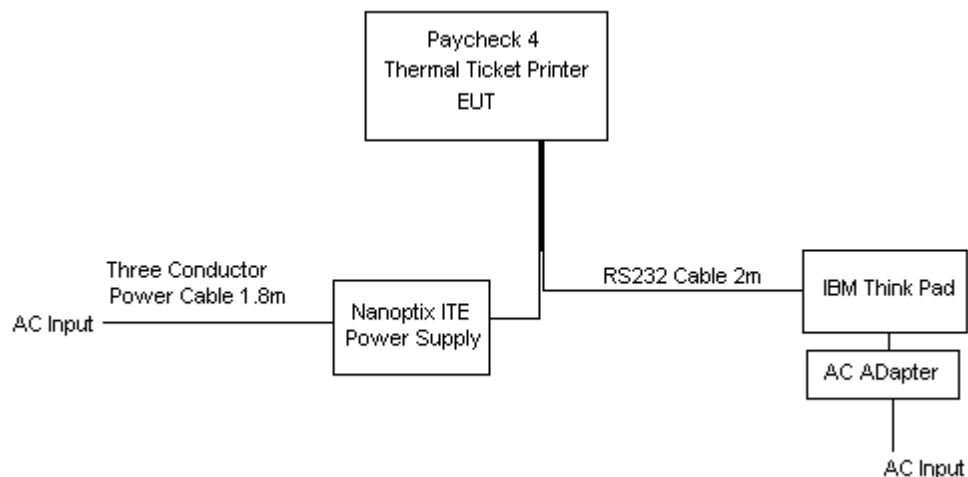 Paycheck 4
Thermal Ticket Printer
EUT
Three Conductor
Power Cable 1.8m
AC Input
Nanoptix ITE
Power Supply
RS232 Cable 2m
IBM Think Pad
AC ADapter
AC Input